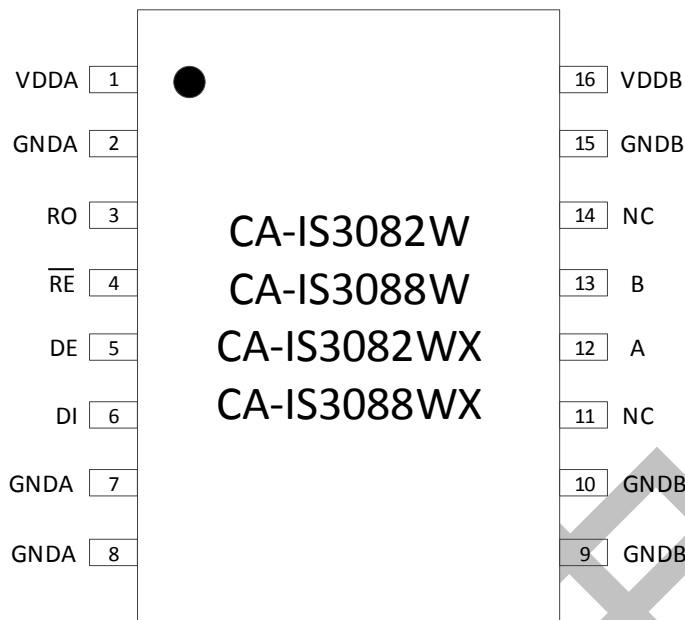 VDDA 1 16 VDDB
GNDA 2 15 GNDB
RO 3 14 NC
CA-IS3082W
R̅E̅ 4 13 B
CA-IS3088W
DE 5 12 A
CA-IS3082WX
DI 6 11 NC
CA-IS3088WX
GNDA 7 10 GNDB
GNDA 8 9 GNDB